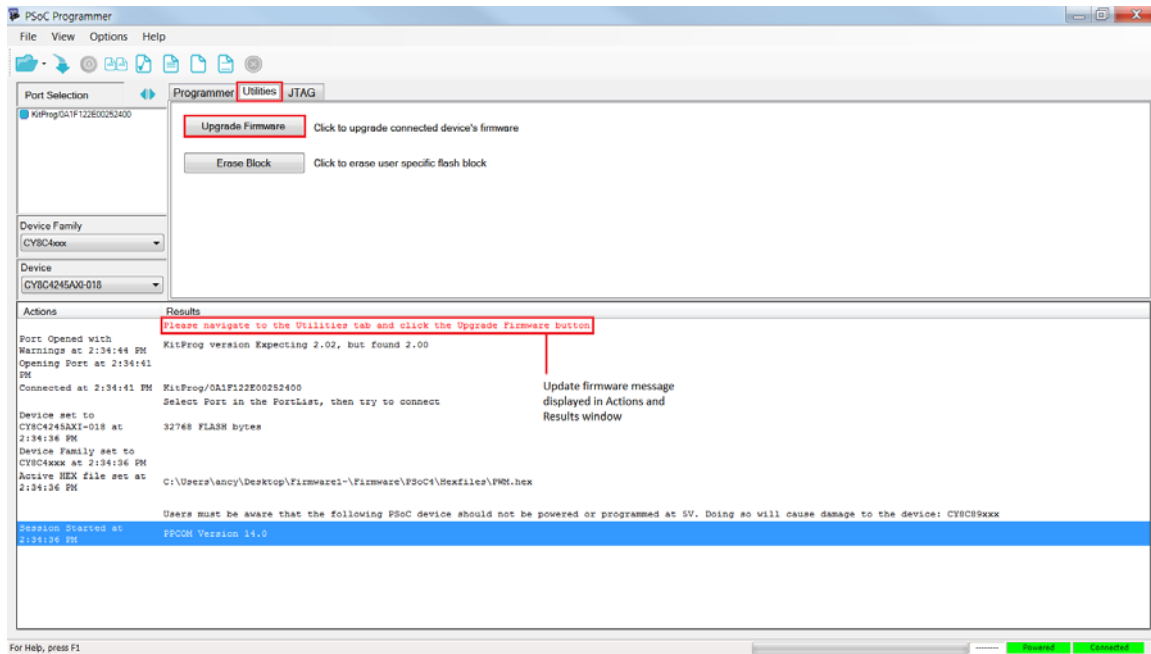 PSoC Programmer
File View Options Help
Port Selection
Programmer Utilities JTAG
KitProg/0A1F122E00252400
Upgrade Firmware Click to upgrade connected device's firmware
Erase Block Click to erase user specific flash block
Device Family
CY8C4xxx
Device
CY8C4245AXI-018
Actions Results
Please navigate to the Utilities tab and click the Upgrade Firmware button
Port Opened with
Warnings at 2:34:44 PM
KitProg version Expecting 2.02, but found 2.00
Opening Port at 2:34:41
PM
Connected at 2:34:41 PM KitProg/0A1F122E00252400
Select Port in the PortList, then try to connect
Update firmware message
displayed in Actions and
Results window
Device set to
CY8C4245AXI-018 at
2:34:36 PM
32768 FLASH bytes
Device Family set to
CY8C4xxx at 2:34:36 PM
Active HEX file set at
2:34:36 PM
C:\Users\ancy\Desktop\Firmware1-\Firmware\PSoC4\Hexfiles\PWM.hex
Users must be aware that the following PSoC device should not be powered or programmed at 5V. Doing so will cause damage to the device: CY8C89xxx
Session Started at
2:34:36 PM
PPCOM Version 14.0
For Help, press F1
Powered Connected